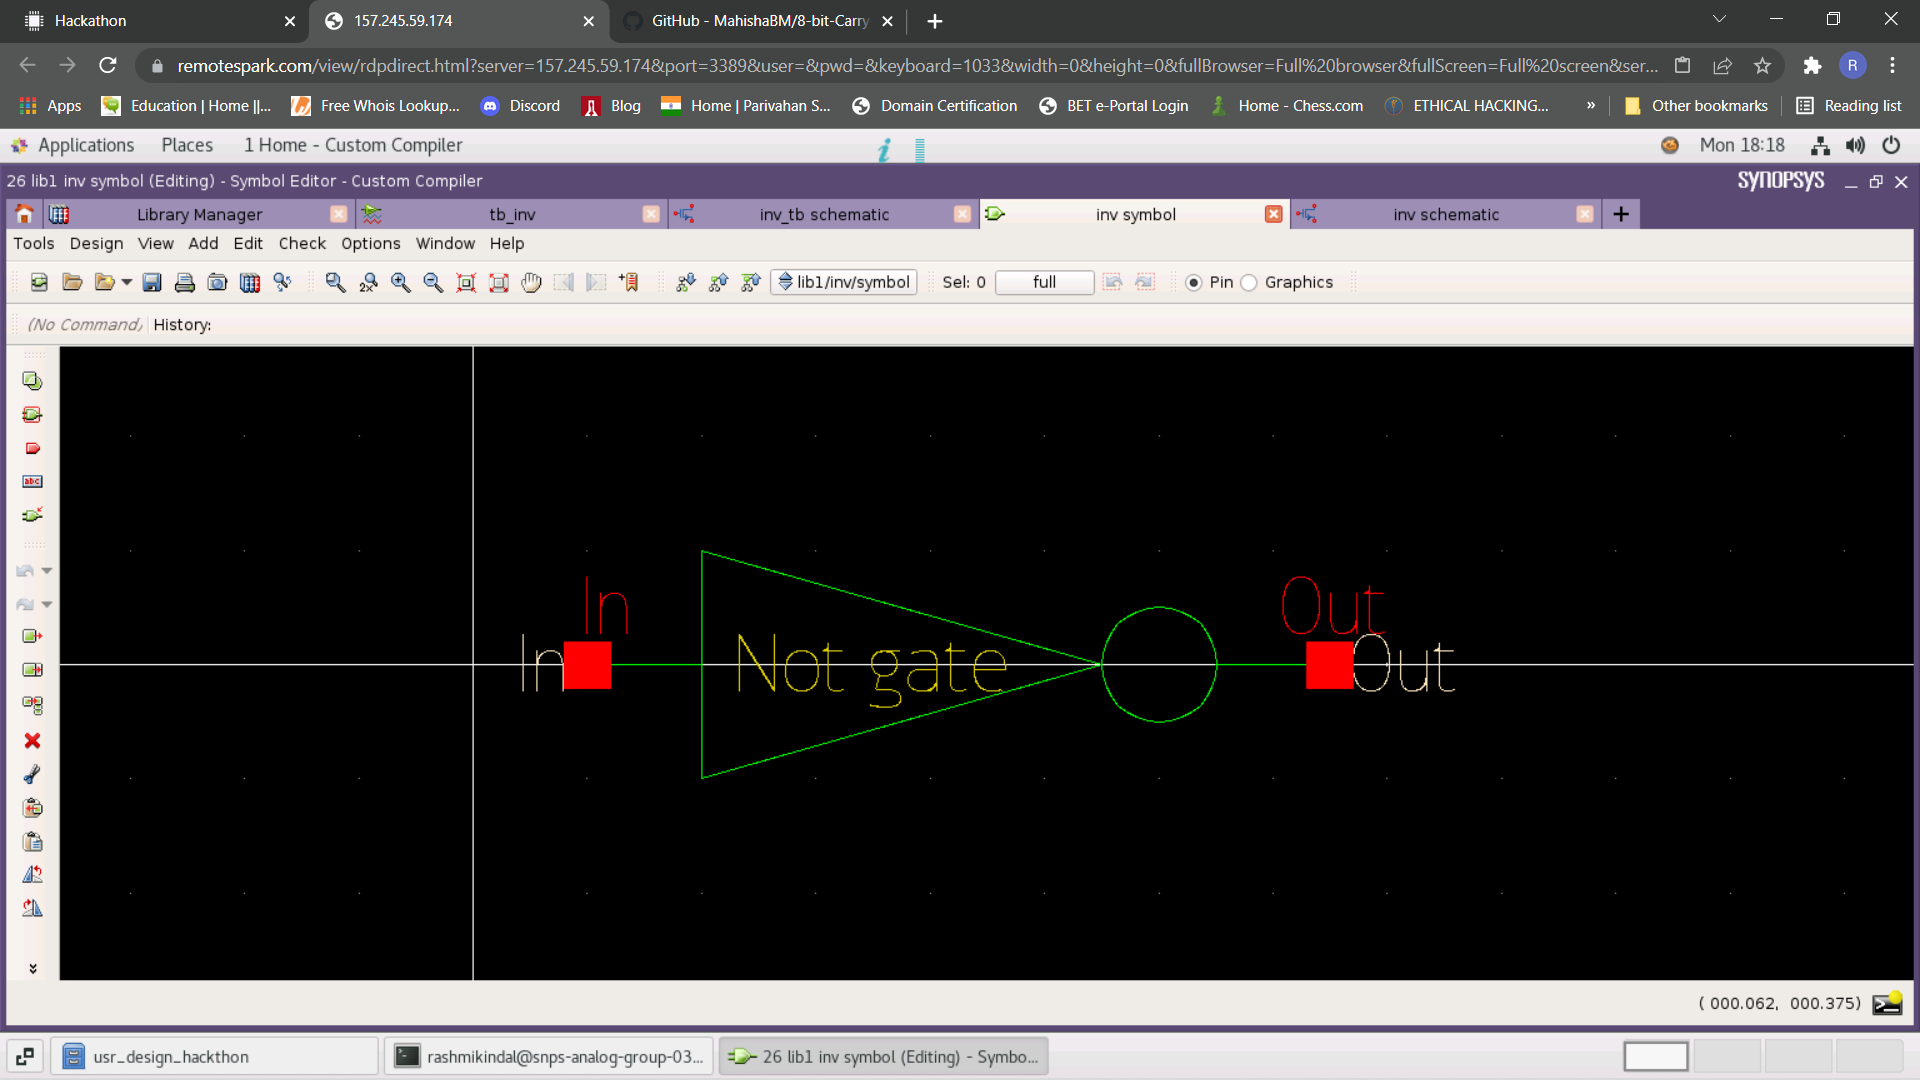 Hackathon
157.245.59.174
GitHub - MahishaBM/8-bit-Carry
remotespark.com/view/rdpdirect.html?server=157.245.59.174&port=3389&user=&pwd=&keyboard=1033&width=0&height=0&fullBrowser=Full%20browser&fullScreen=Full%20screen&ser...
R
Apps
Education | Home ||...
Free Whois Lookup...
Discord
Blog
Home | Parivahan S...
Domain Certification
BET e-Portal Login
Home - Chess.com
ETHICAL HACKING...
»
Other bookmarks
Reading list
Applications
Places
1 Home - Custom Compiler
i
Mon 18:18
26 lib1 inv symbol (Editing) - Symbol Editor - Custom Compiler
SYNOPSYS
Library Manager
tb_inv
inv_tb schematic
inv symbol
inv schematic
Tools Design View Add Edit Check Options Window Help
lib1/inv/symbol
Sel: 0
full
Pin
Graphics
(No Command)
History:
abc
In
Out
In
Not gate
Out
( 000.062, 000.375)
usr_design_hackthon
rashmikindal@snps-analog-group-03...
26 lib1 inv symbol (Editing) - Symbo...